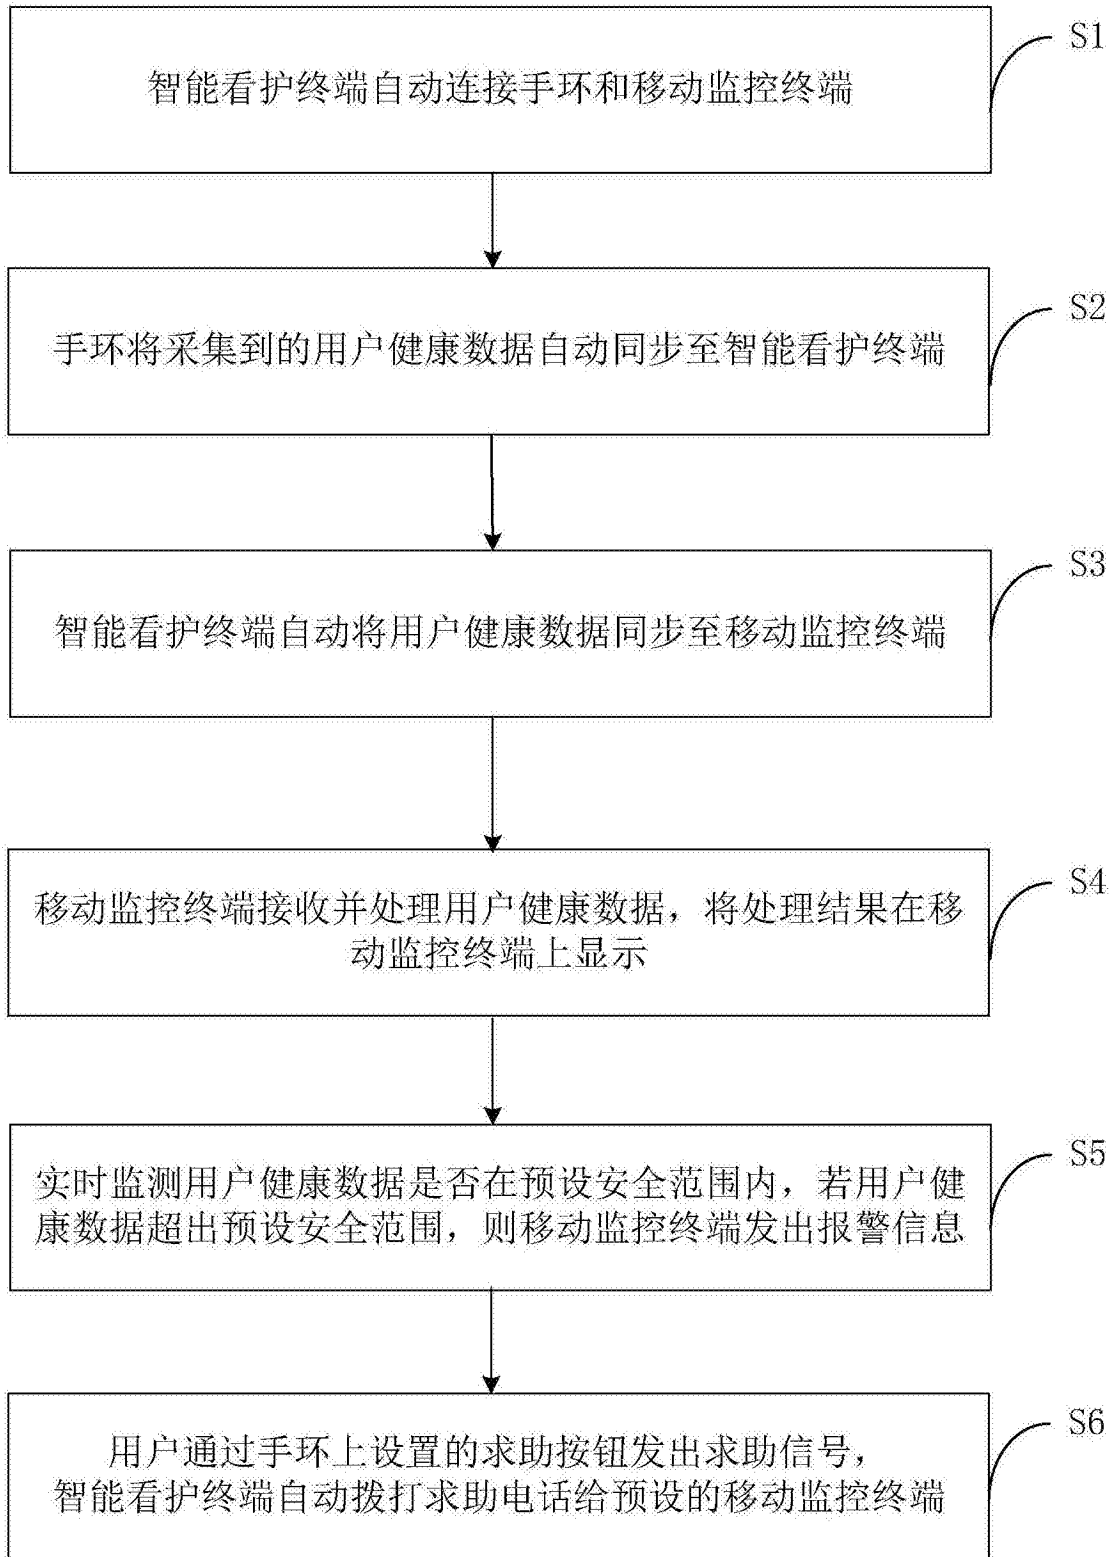 S1
智能看护终端自动连接手环和移动监控终端
S2
手环将采集到的用户健康数据自动同步至智能看护终端
S3
智能看护终端自动将用户健康数据同步至移动监控终端
S4
移动监控终端接收并处理用户健康数据，将处理结果在移
动监控终端上显示
S5
实时监测用户健康数据是否在预设安全范围内，若用户健
康数据超出预设安全范围，则移动监控终端发出报警信息
S6
用户通过手环上设置的求助按钮发出求助信号，
智能看护终端自动拨打求助电话给预设的移动监控终端